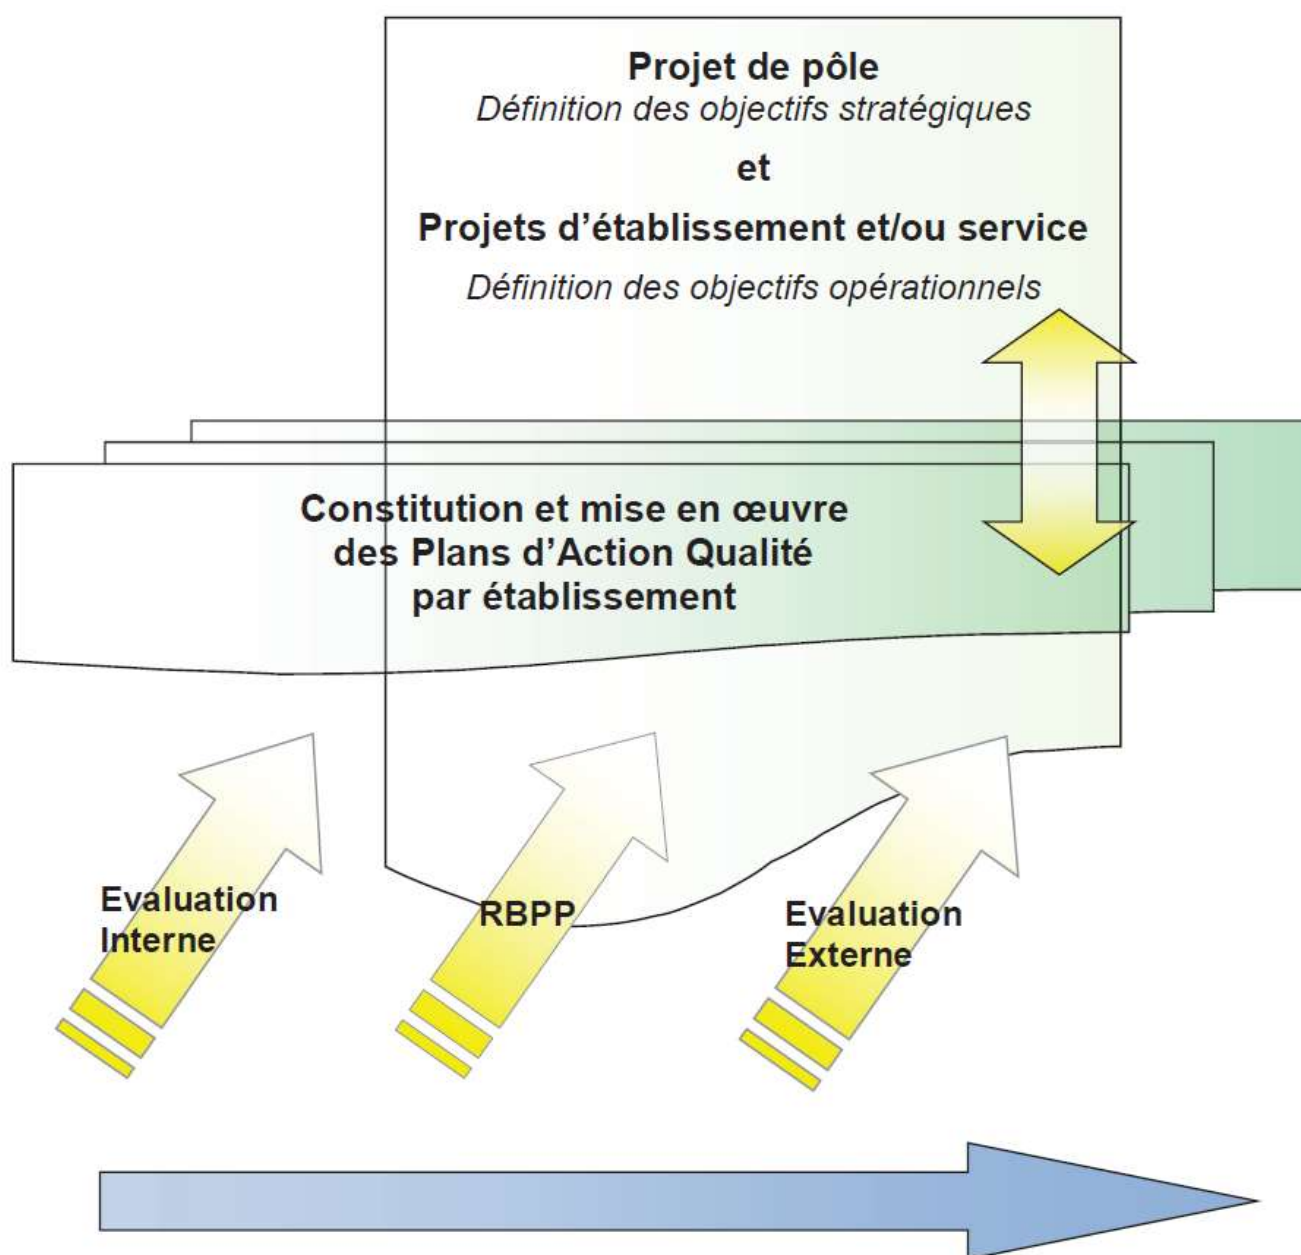 Projet de pôle
Définition des objectifs stratégiques
et
Projets d'établissement et/ou service
Définition des objectifs opérationnels
Constitution et mise en œuvre
des Plans d'Action Qualité
par établissement
Evaluation
Interne
RBPP
Evaluation
Externe